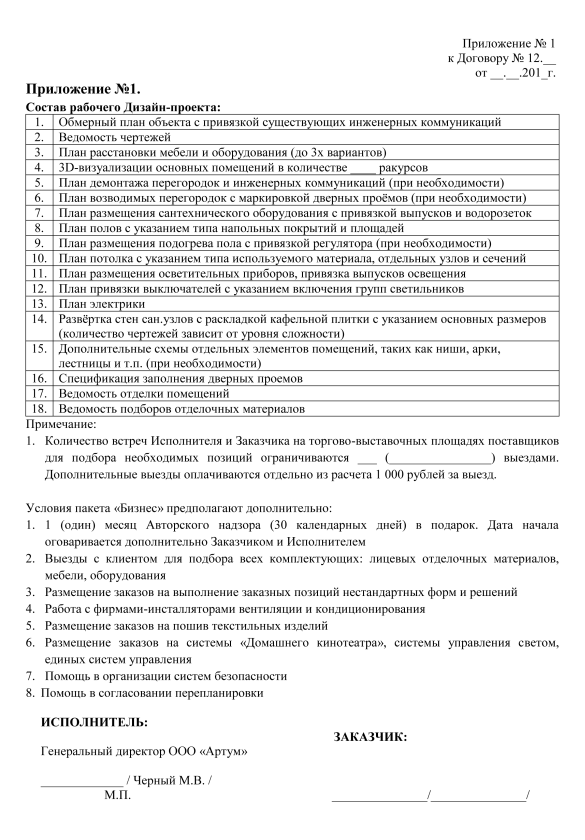 Приложение № 1
к Договору № 12.__
от __.__.201_г.
Приложение №1.
Состав рабочего Дизайн-проекта:
1. Обмерный план объекта с привязкой существующих инженерных коммуникаций
2. Ведомость чертежей
3. План расстановки мебели и оборудования (до 3х вариантов)
4. 3D-визуализации основных помещений в количестве ____ ракурсов
5. План демонтажа перегородок и инженерных коммуникаций (при необходимости)
6. План возводимых перегородок с маркировкой дверных проёмов (при необходимости)
7. План размещения сантехнического оборудования с привязкой выпусков и водорозеток
8. План полов с указанием типа напольных покрытий и площадей
9. План размещения подогрева пола с привязкой регулятора (при необходимости)
10. План потолка с указанием типа используемого материала, отдельных узлов и сечений
11. План размещения осветительных приборов, привязка выпусков освещения
12. План привязки выключателей с указанием включения групп светильников
13. План электрики
14. Развёртка стен сан.узлов с раскладкой кафельной плитки с указанием основных размеров
(количество чертежей зависит от уровня сложности)
15. Дополнительные схемы отдельных элементов помещений, таких как ниши, арки,
лестницы и т.п. (при необходимости)
16. Спецификация заполнения дверных проемов
17. Ведомость отделки помещений
18. Ведомость подборов отделочных материалов
Примечание:
1. Количество встреч Исполнителя и Заказчика на торгово-выставочных площадях поставщиков
для подбора необходимых позиций ограничиваются ___ (________________) выездами.
Дополнительные выезды оплачиваются отдельно из расчета 1 000 рублей за выезд.
Условия пакета «Бизнес» предполагают дополнительно:
1. 1 (один) месяц Авторского надзора (30 календарных дней) в подарок. Дата начала
оговаривается дополнительно Заказчиком и Исполнителем
2. Выезды с клиентом для подбора всех комплектующих: лицевых отделочных материалов,
мебели, оборудования
3. Размещение заказов на выполнение заказных позиций нестандартных форм и решений
4. Работа с фирмами-инсталляторами вентиляции и кондиционирования
5. Размещение заказов на пошив текстильных изделий
6. Размещение заказов на системы «Домашнего кинотеатра», системы управления светом,
единых систем управления
7. Помощь в организации систем безопасности
8. Помощь в согласовании перепланировки
ИСПОЛНИТЕЛЬ:
ЗАКАЗЧИК:
Генеральный директор ООО «Артум»
_____________ / Черный М.В. /
М.П. _______________/_______________/